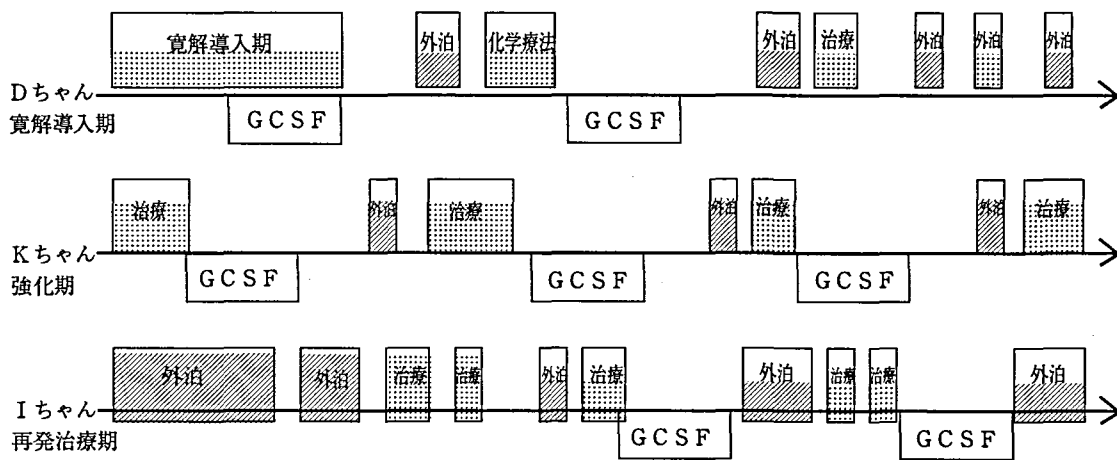 寛解導入期 外泊 化学療法 外泊 治療 外泊 外泊 外泊
Dちゃん
寛解導入期
GCSF GCSF
治療 外泊 治療 外泊 治療 外泊 治療
Kちゃん
強化期
GCSF GCSF GCSF
外泊 外泊 治療 治療 外泊 治療 外泊 治療 治療 外泊
Iちゃん
再発治療期
GCSF GCSF